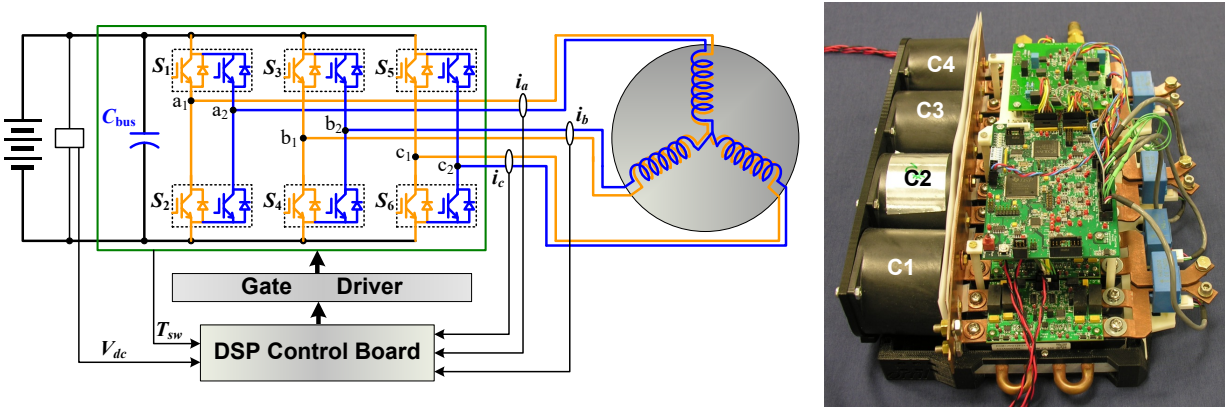 S1 S3 S5
ia
a1 a2
Cbus
ib
b1 b2
c1 c2
ic
S2 S4 S6
Gate Driver
Tsw
DSP Control Board
Vdc
C4
C3
C2
C1